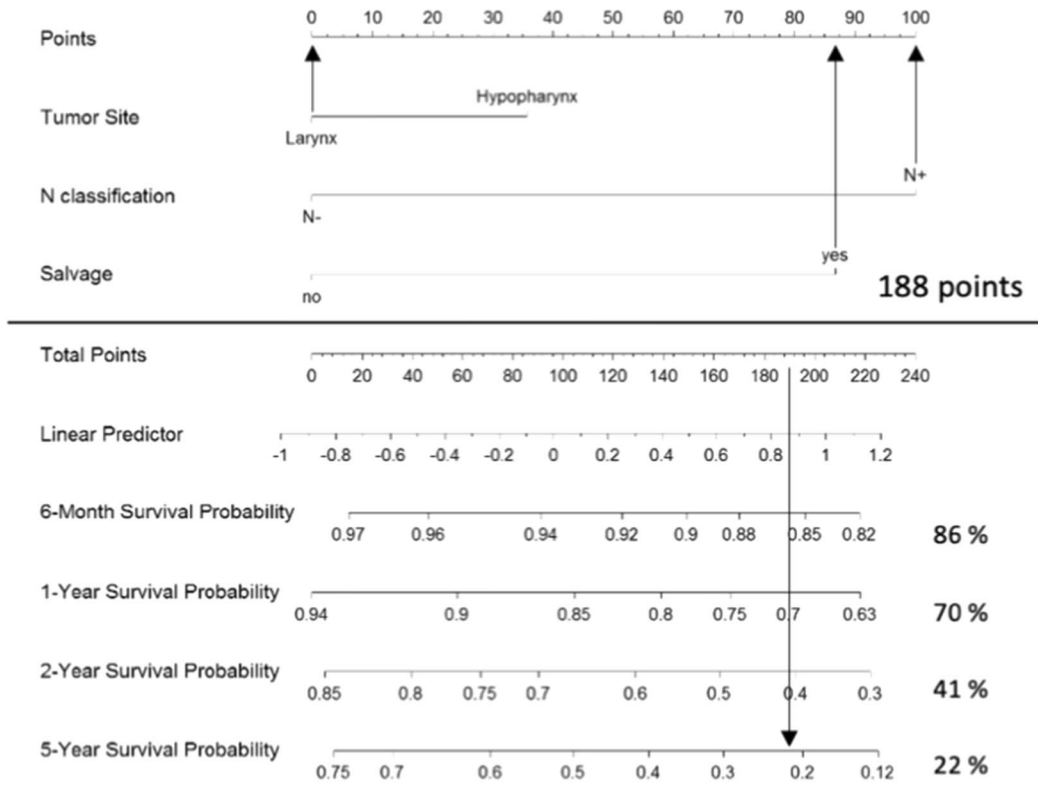 Points 0 10 20 30 40 50 60 70 80 90 100
Tumor Site Hypopharynx
Larynx
N classification N+
N-
Salvage yes
no
188 points
Total Points
0 20 40 60 80 100 120 140 160 180 200 220 240
Linear Predictor
-1 -0.8 -0.6 -0.4 -0.2 0 0.2 0.4 0.6 0.8 1 1.2
6-Month Survival Probability
0.97 0.96 0.94 0.92 0.9 0.88 0.85 0.82 86 %
1-Year Survival Probability
0.94 0.9 0.85 0.8 0.75 0.7 0.63 70 %
2-Year Survival Probability
0.85 0.8 0.75 0.7 0.6 0.5 0.4 0.3 41 %
5-Year Survival Probability
0.75 0.7 0.6 0.5 0.4 0.3 0.2 0.12 22 %